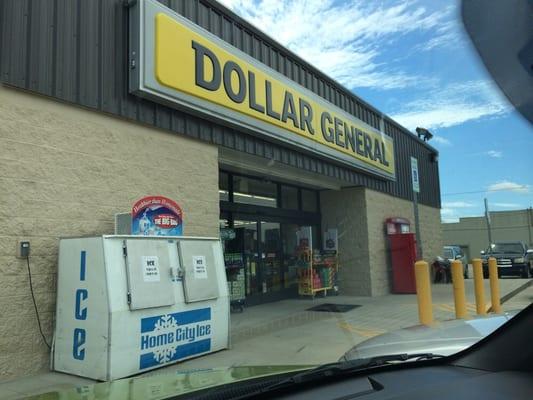 DOLLAR GENERAL
THE BIG BAG
ICE
ICE
ICE
Home City Ice